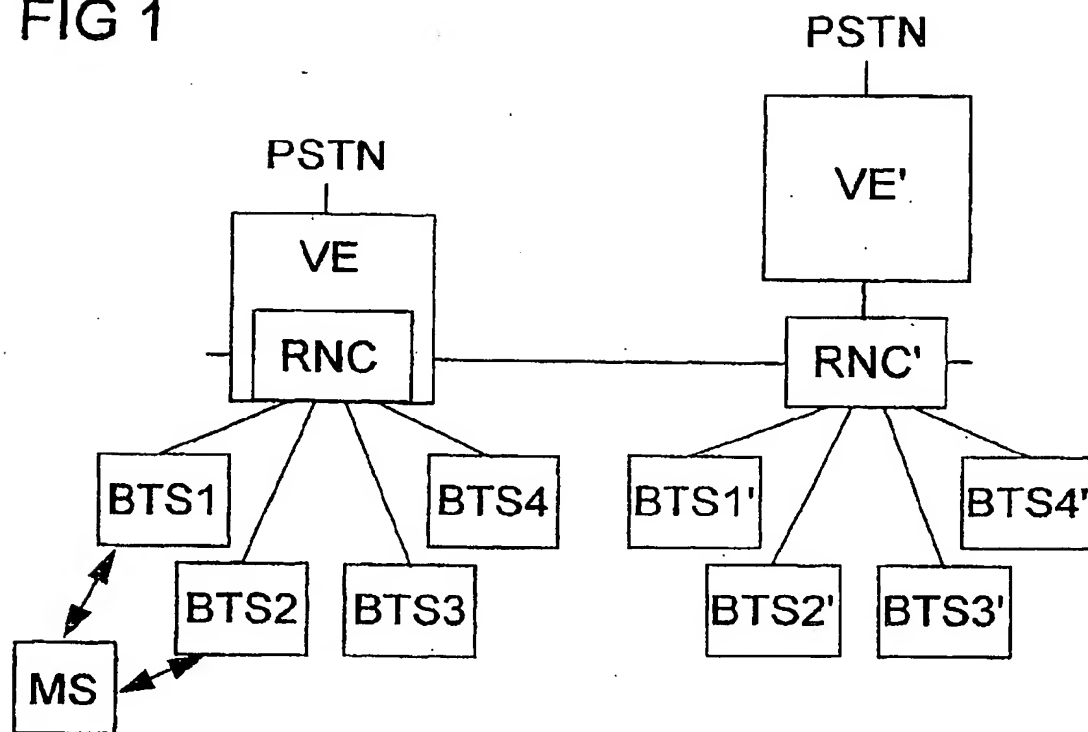 FIG 1
PSTN
PSTN
VE'
VE
RNC
RNC'
BTS1
BTS4
BTS1'
BTS4'
BTS2
BTS3
BTS2'
BTS3'
MS